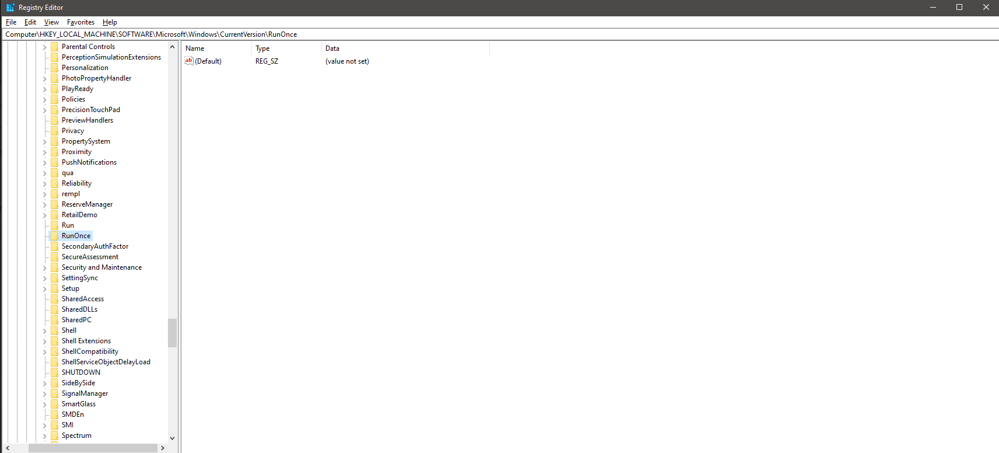 Registry Editor
File Edit View Favorites Help
Computer\HKEY_LOCAL_MACHINE\SOFTWARE\Microsoft\Windows\CurrentVersion\RunOnce
Parental Controls
PerceptionSimulationExtensions
Personalization
PhotoPropertyHandler
PlayReady
Policies
PrecisionTouchPad
PreviewHandlers
Privacy
PropertySystem
Proximity
PushNotifications
qua
Reliability
rempl
ReserveManager
RetailDemo
Run
RunOnce
SecondaryAuthFactor
SecureAssessment
Security and Maintenance
SettingSync
Setup
SharedAccess
SharedDLLs
SharedPC
Shell
Shell Extensions
ShellCompatibility
ShellServiceObjectDelayLoad
SHUTDOWN
SideBySide
SignalManager
SmartGlass
SMDEn
SMI
Spectrum
Name Type Data
ab (Default) REG_SZ (value not set)